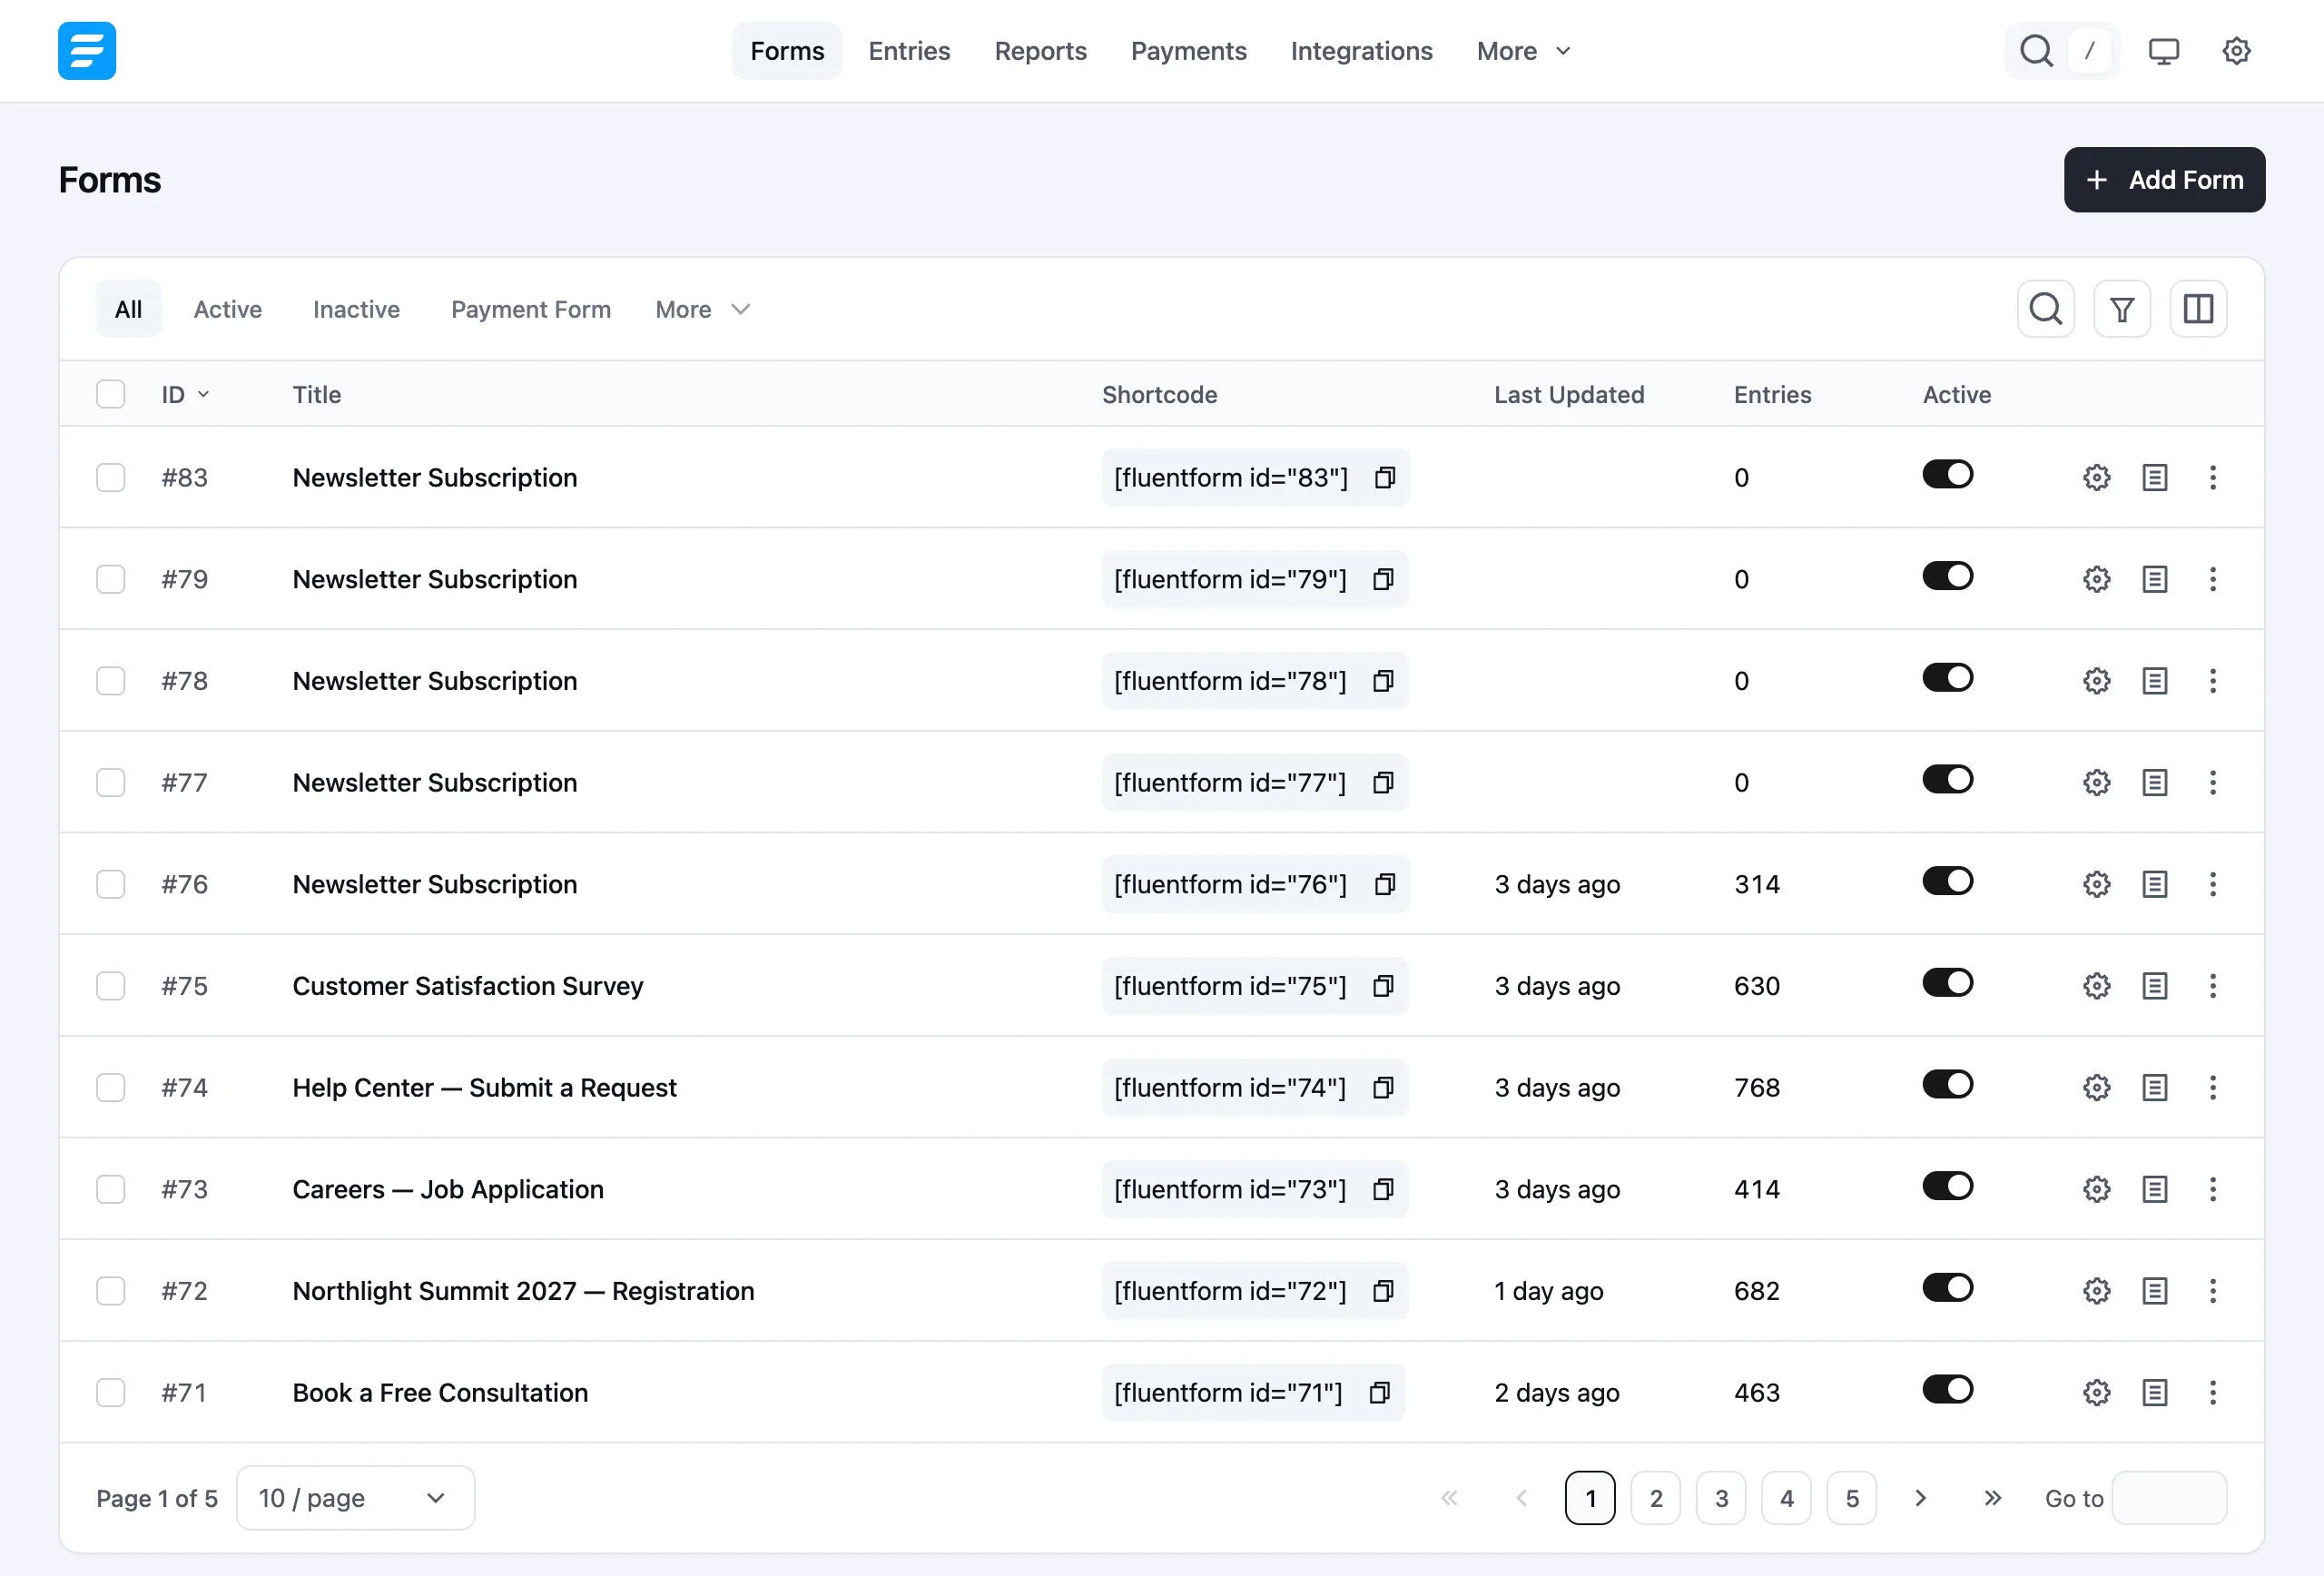 Forms Entries Reports Payments Integrations More /
Forms + Add Form
All Active Inactive Payment Form More
ID Title Shortcode Last Updated Entries Active
#83 Newsletter Subscription [fluentform id="83"] 0
#79 Newsletter Subscription [fluentform id="79"] 0
#78 Newsletter Subscription [fluentform id="78"] 0
#77 Newsletter Subscription [fluentform id="77"] 0
#76 Newsletter Subscription [fluentform id="76"] 3 days ago 314
#75 Customer Satisfaction Survey [fluentform id="75"] 3 days ago 630
#74 Help Center — Submit a Request [fluentform id="74"] 3 days ago 768
#73 Careers — Job Application [fluentform id="73"] 3 days ago 414
#72 Northlight Summit 2027 — Registration [fluentform id="72"] 1 day ago 682
#71 Book a Free Consultation [fluentform id="71"] 2 days ago 463
Page 1 of 5 10 / page « ‹ 1 2 3 4 5 › » Go to